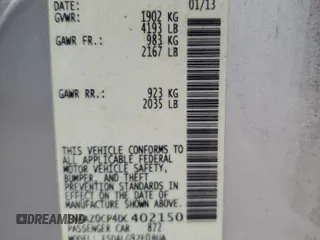 DATE: 01/13
GVWR: 1902 KG
4193 LB
GAWR FR: 983 KG
2167 LB
GAWR RR: 923 KG
2035 LB
THIS VEHICLE CONFORMS TO ALL
APPLICABLE FEDERAL
MOTOR VEHICLE SAFETY,
BUMPER, AND THEFT
PREVENTION STANDARDS IN
EFFECT ON THE DATE OF
MANUFACTURE SHOWN ABOVE.
402150
PASSENGER CAR 872
DREAMBID